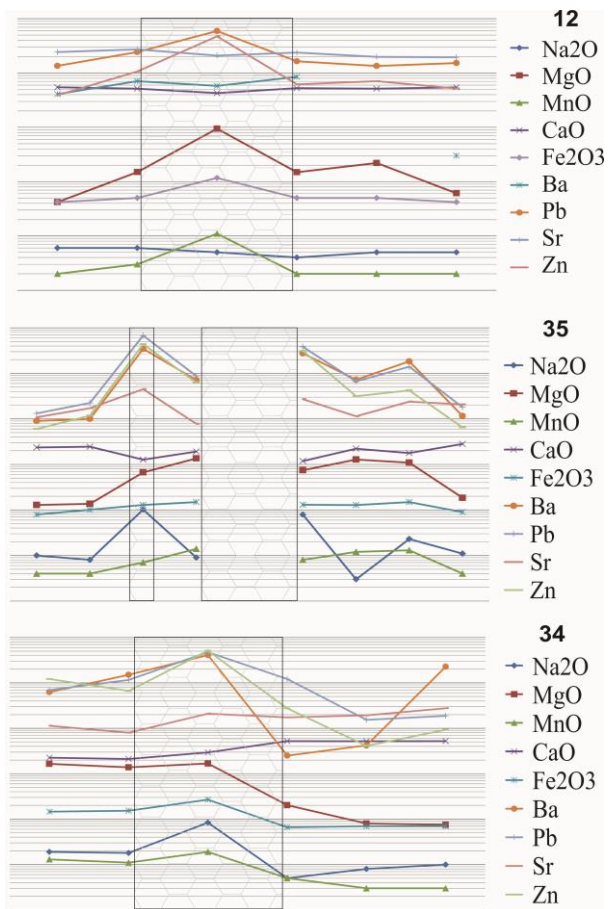 12
Na2O
MgO
MnO
CaO
Fe2O3
Ba
Pb
Sr
Zn
35
Na2O
MgO
MnO
CaO
Fe2O3
Ba
Pb
Sr
Zn
34
Na2O
MgO
MnO
CaO
Fe2O3
Ba
Pb
Sr
Zn